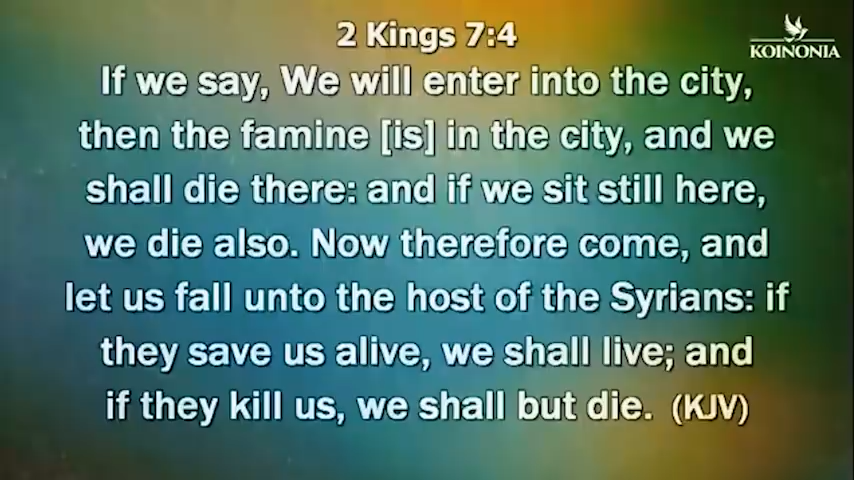 2 Kings 7:4
KOINONIA
If we say, We will enter into the city,
then the famine [is] in the city, and we
shall die there: and if we sit still here,
we die also. Now therefore come, and
let us fall unto the host of the Syrians: if
they save us alive, we shall live; and
if they kill us, we shall but die. (KJV)